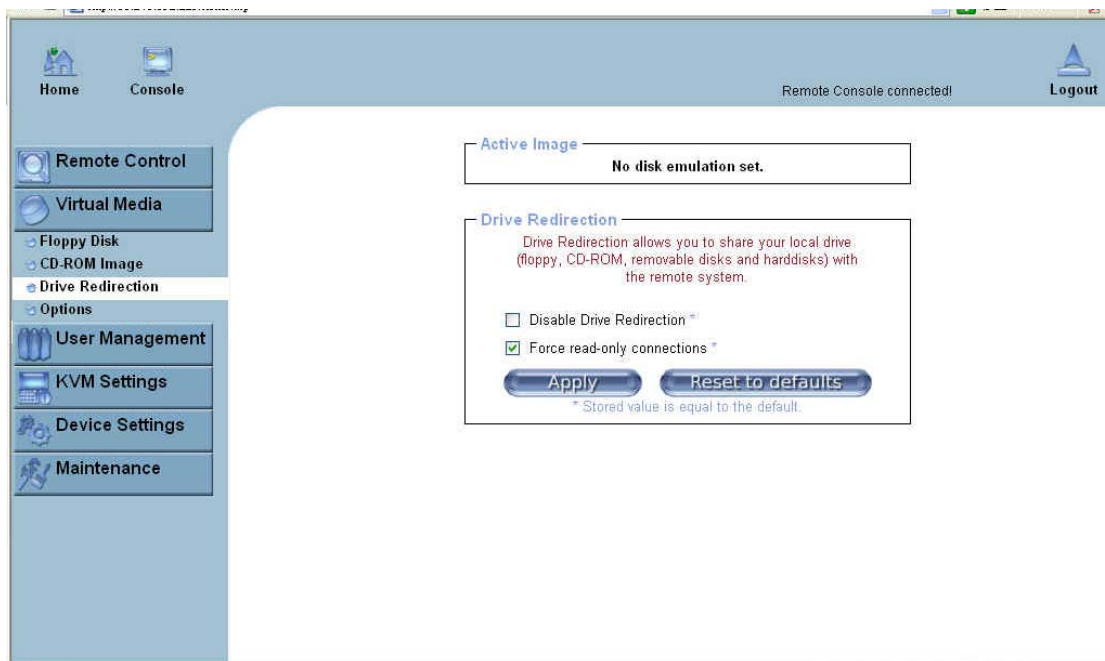 Home
Console
Remote Console connected!
Logout
Remote Control
Virtual Media
Floppy Disk
CD-ROM Image
Drive Redirection
Options
User Management
KVM Settings
Device Settings
Maintenance
Active Image
No disk emulation set.
Drive Redirection
Drive Redirection allows you to share your local drive
(floppy, CD-ROM, removable disks and harddisks) with
the remote system.
Disable Drive Redirection *
Force read-only connections *
Apply
Reset to defaults
* Stored value is equal to the default.